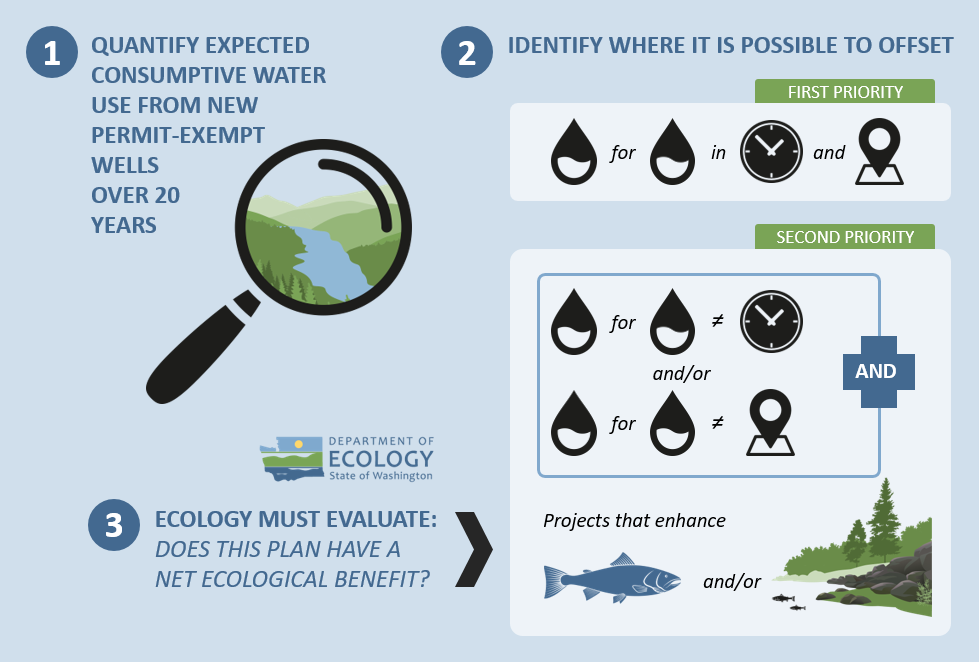 1
QUANTIFY EXPECTED
CONSUMPTIVE WATER
USE FROM NEW
PERMIT-EXEMPT
WELLS
OVER 20
YEARS
2
IDENTIFY WHERE IT IS POSSIBLE TO OFFSET
FIRST PRIORITY
for in and
SECOND PRIORITY
for ≠
and/or
for ≠
AND
Projects that enhance
and/or
DEPARTMENT OF
ECOLOGY
State of Washington
3
ECOLOGY MUST EVALUATE:
DOES THIS PLAN HAVE A
NET ECOLOGICAL BENEFIT?